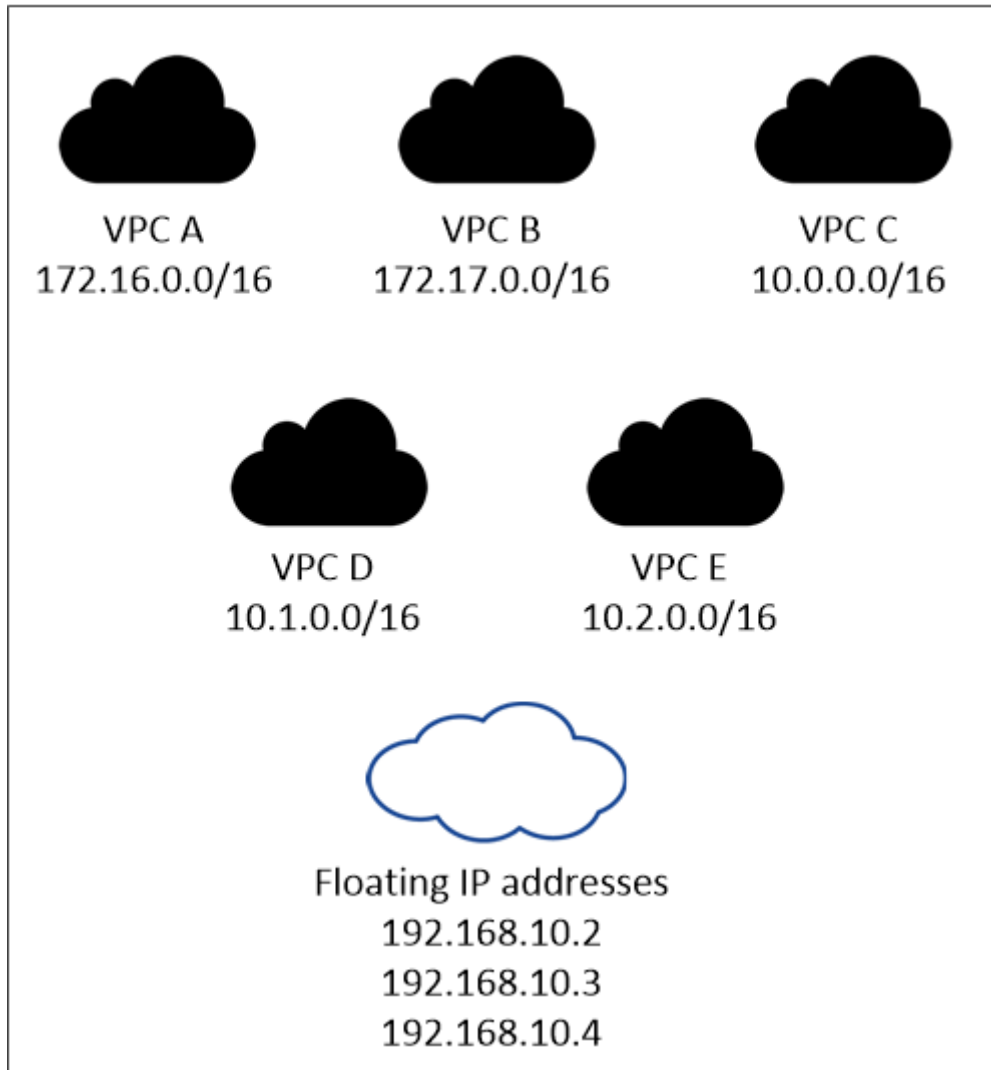 VPC A
172.16.0.0/16
VPC B
172.17.0.0/16
VPC C
10.0.0.0/16
VPC D
10.1.0.0/16
VPC E
10.2.0.0/16
Floating IP addresses
192.168.10.2
192.168.10.3
192.168.10.4